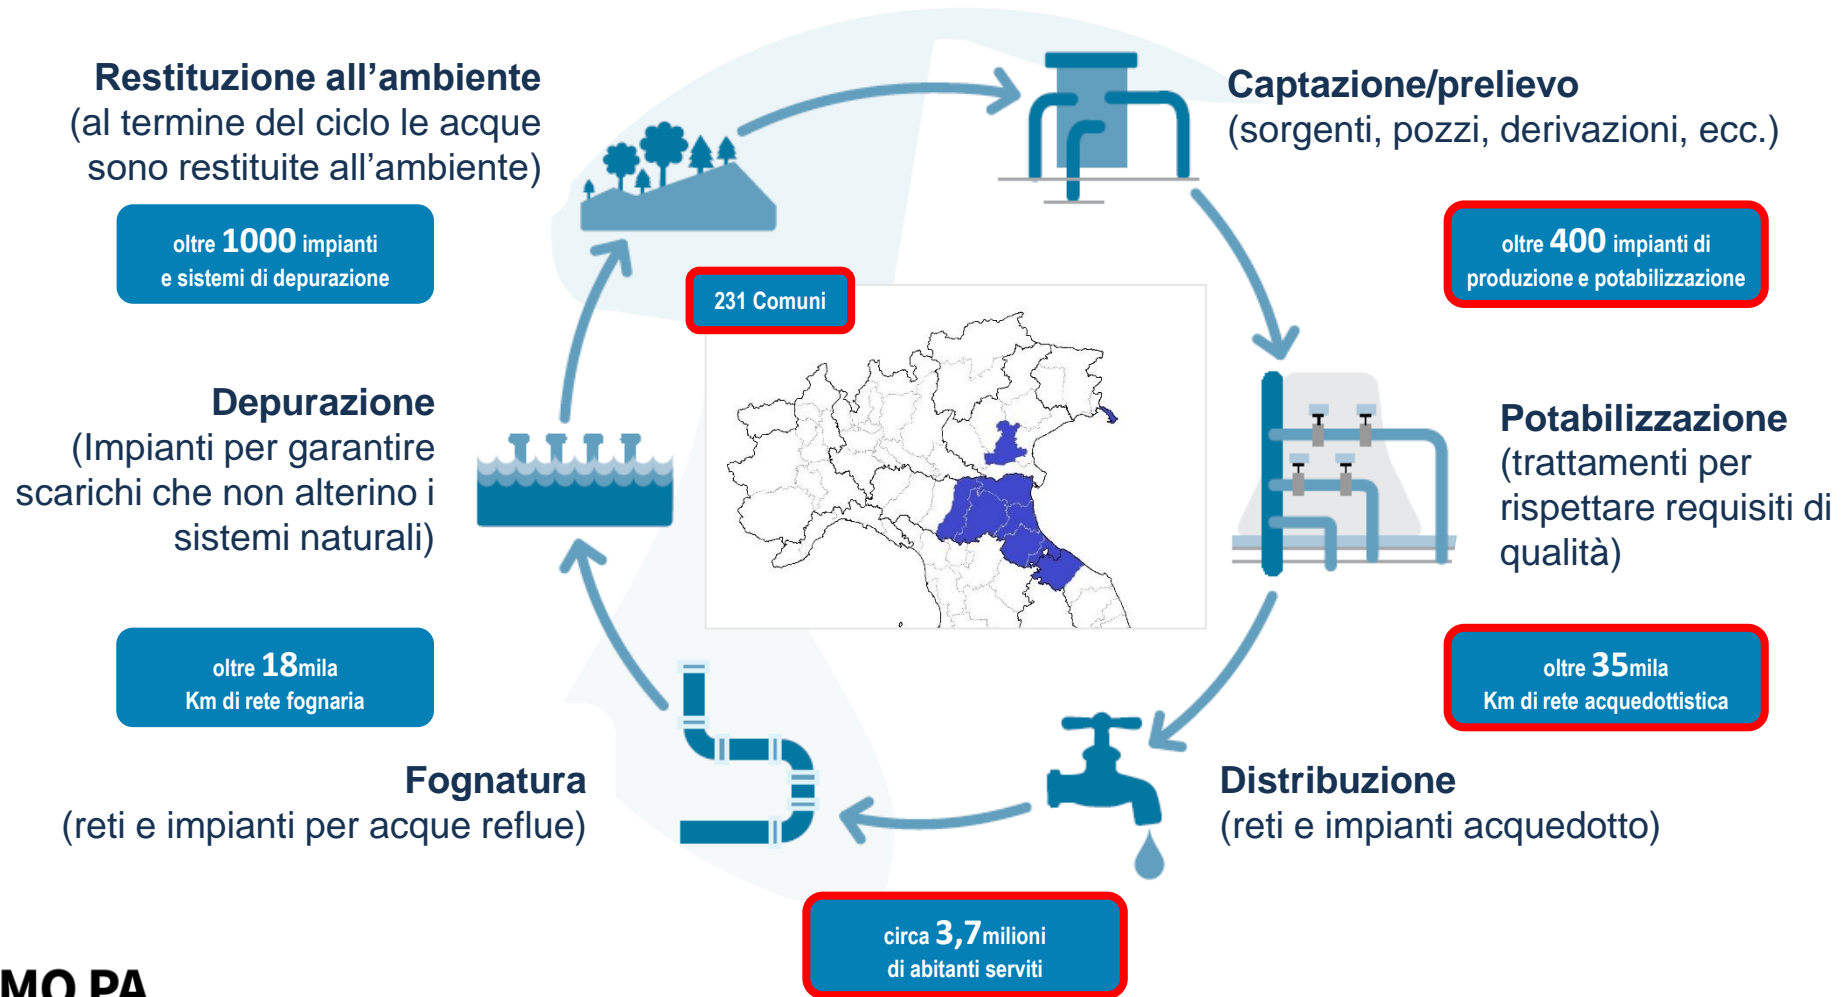 Restituzione all’ambiente
(al termine del ciclo le acque
sono restituite all’ambiente)
oltre 1000 impianti
e sistemi di depurazione
Captazione/prelievo
(sorgenti, pozzi, derivazioni, ecc.)
oltre 400 impianti di
produzione e potabilizzazione
231 Comuni
Depurazione
(Impianti per garantire
scarichi che non alterino i
sistemi naturali)
Potabilizzazione
(trattamenti per
rispettare requisiti di
qualità)
oltre 18mila
Km di rete fognaria
oltre 35mila
Km di rete acquedottistica
Fognatura
(reti e impianti per acque reflue)
Distribuzione
(reti e impianti acquedotto)
circa 3,7milioni
di abitanti serviti
MO PA